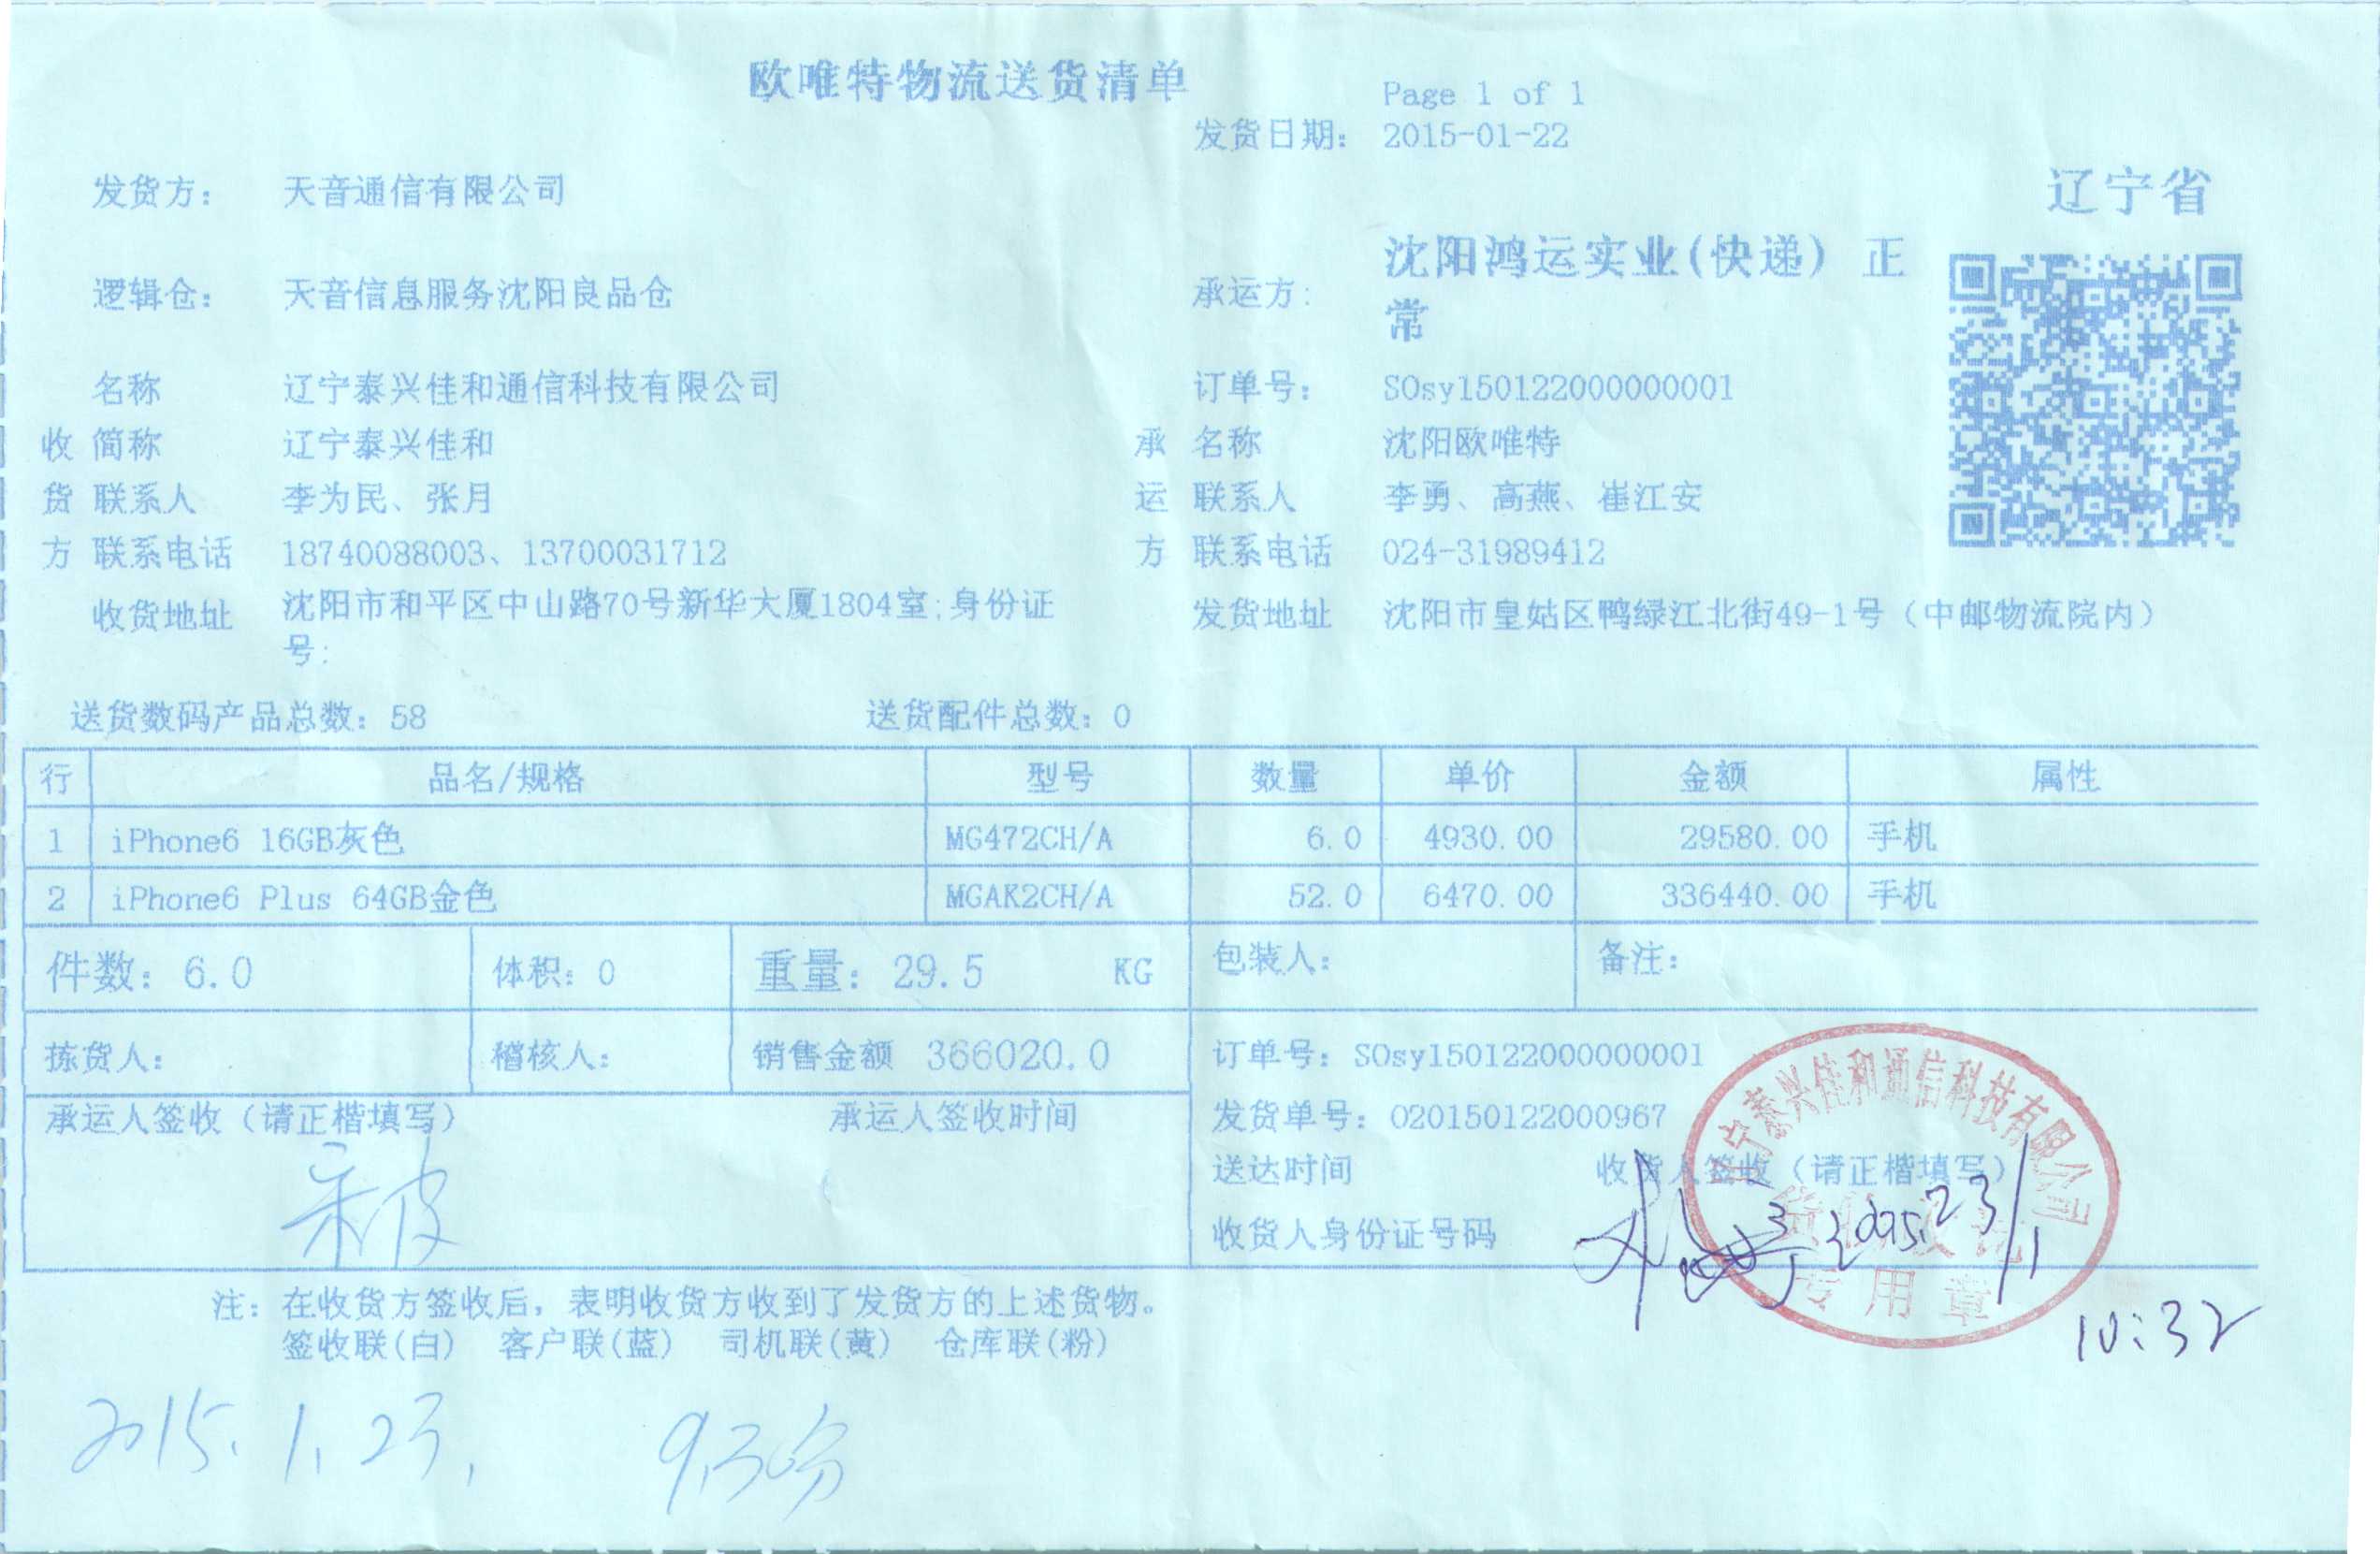 欧唯特物流送货清单
Page 1 of 1
发货日期： 2015-01-22
发货方： 天音通信有限公司
辽宁省
逻辑仓： 天音信息服务沈阳良品仓
承运方： 沈阳鸿运实业(快递) 正
常
名称 辽宁泰兴佳和通信科技有限公司 订单号： SOsy150122000000001
收 简称 辽宁泰兴佳和 承 名称 沈阳欧唯特
货 联系人 李为民、张月 运 联系人 李勇、高燕、崔江安
方 联系电话 18740088003、13700031712 方 联系电话 024-31989412
收货地址 沈阳市和平区中山路70号新华大厦1804室;身份证
号:
发货地址 沈阳市皇姑区鸭绿江北街49-1号（中邮物流院内）
送货数码产品总数：58 送货配件总数：0
行 品名/规格 型号 数量 单价 金额 属性
1 iPhone6 16GB灰色 MG472CH/A 6.0 4930.00 29580.00 手机
2 iPhone6 Plus 64GB金色 MGAK2CH/A 52.0 6470.00 336440.00 手机
件数：6.0 体积：0 重量：29.5 KG 包装人： 备注：
拣货人： 稽核人： 销售金额 366020.0 订单号：SOsy150122000000001
承运人签收（请正楷填写） 承运人签收时间 发货单号：020150122000967
送达时间 收货人签收（请正楷填写）
收货人身份证号码
辽宁泰兴佳和通信科技有限公司
专用章
10:32
注：在收货方签收后，表明收货方收到了发货方的上述货物。
签收联(白) 客户联(蓝) 司机联(黄) 仓库联(粉)
2015.1.23. 9.30分